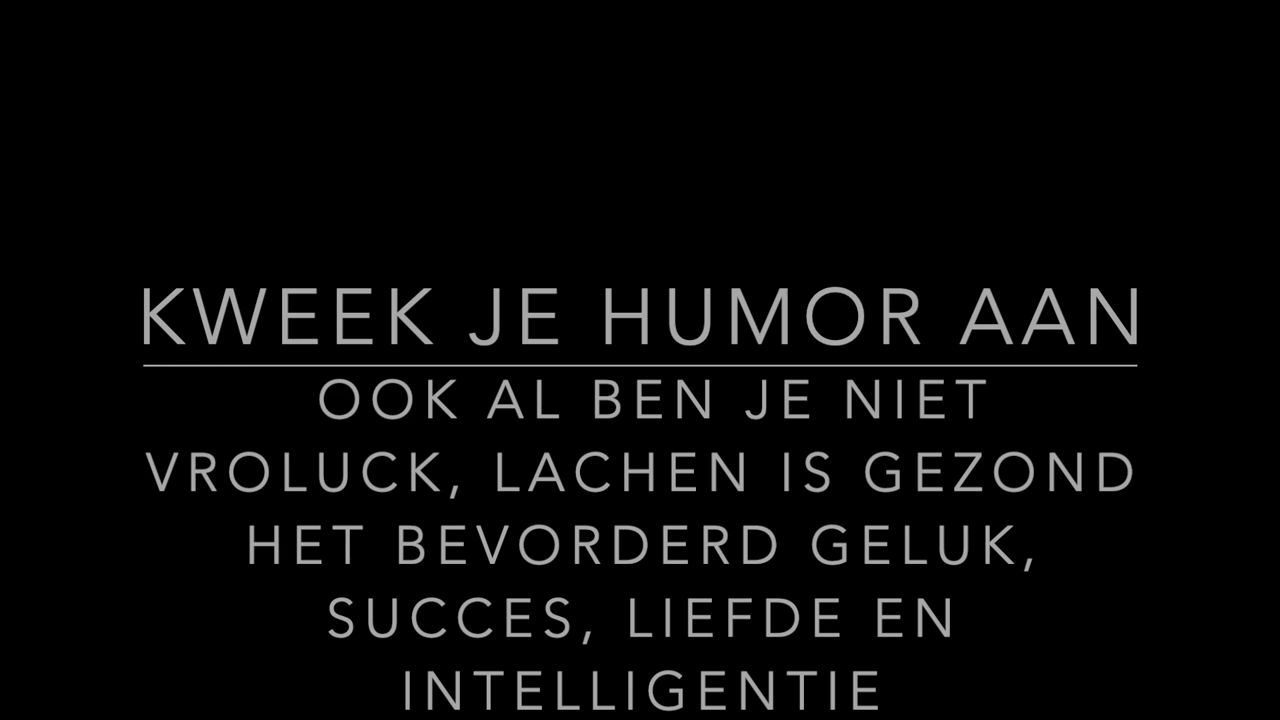 KWEEK JE HUMOR AAN
OOK AL BEN JE NIET
VROLUCK, LACHEN IS GEZOND
HET BEVORDERD GELUK,
SUCCES, LIEFDE EN
INTELLIGENTIE